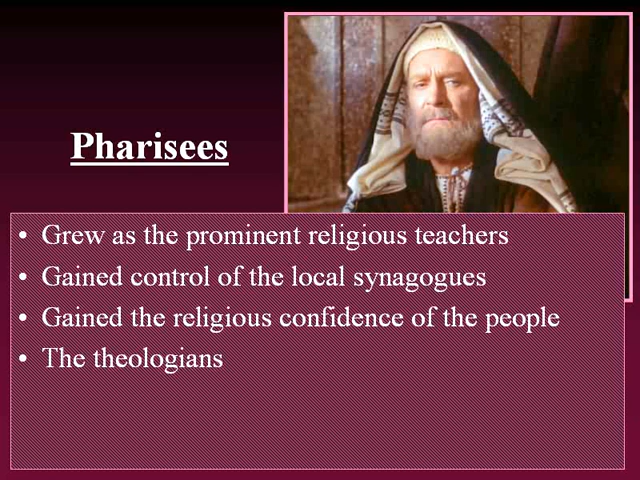 Pharisees
• Grew as the prominent religious teachers
• Gained control of the local synagogues
• Gained the religious confidence of the people
• The theologians